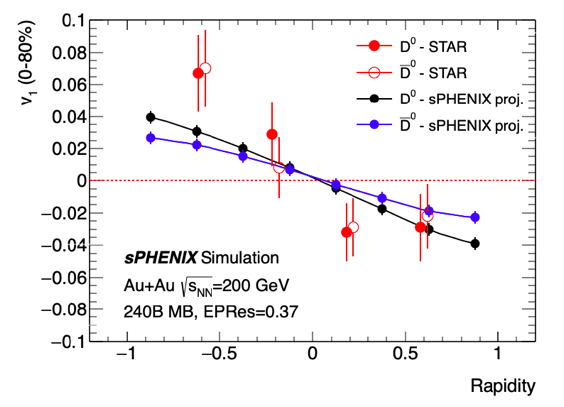 0.1
0.08
0.06
0.04
0.02
0
−0.02
−0.04
−0.06
−0.08
−0.1
v₁ (0-80%)
D⁰ - STAR
D̅⁰ - STAR
D⁰ - sPHENIX proj.
D̅⁰ - sPHENIX proj.
sPHENIX Simulation
Au+Au √sNN=200 GeV
240B MB, EPRes=0.37
−1 −0.5 0 0.5 1
Rapidity